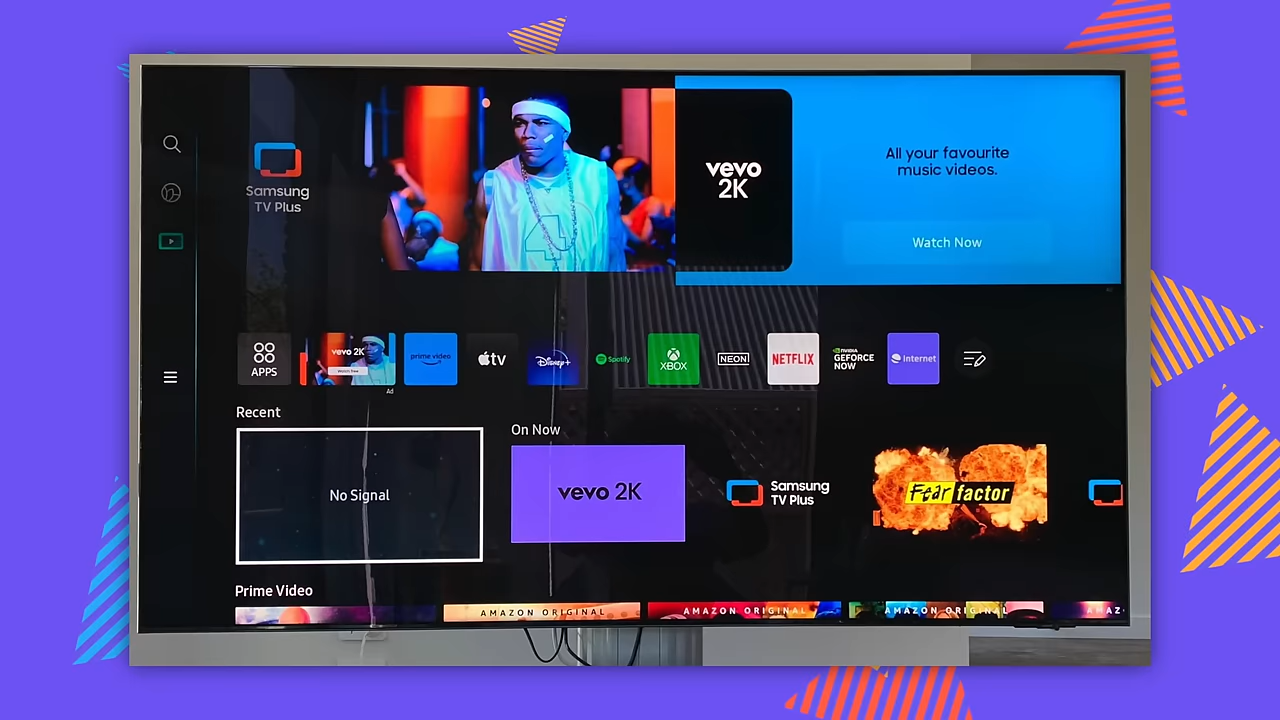 Samsung
TV Plus
vevo
2K
All your favourite
music videos.
Watch Now
APPS
vevo 2K
Ad
prime video
tv
Disney+
Spotify
XBOX
NEON
NETFLIX
NVIDIA
GEFORCE
NOW
Internet
Recent
No Signal
On Now
vevo 2K
Samsung
TV Plus
Fear factor
Prime Video
AMAZON ORIGINAL
AMAZON ORIGINAL
AMAZON ORIGINAL
AMAZ